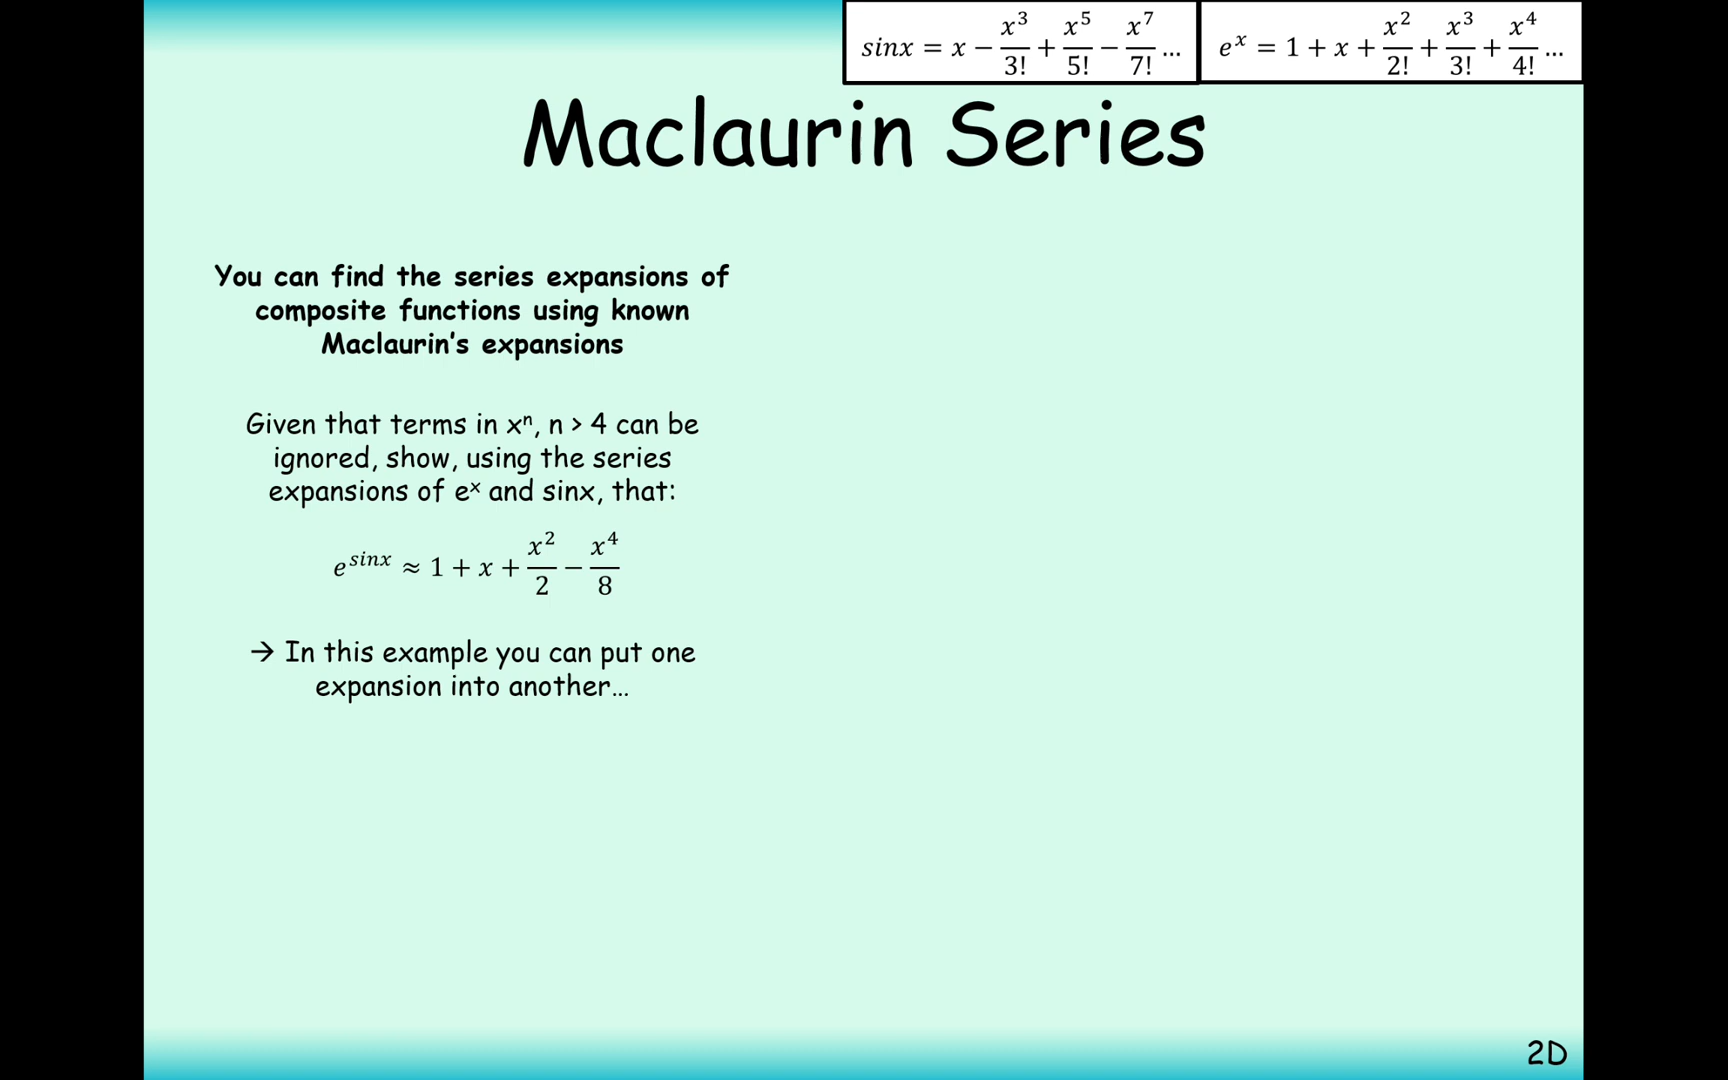 sinx = x − x³/3! + x⁵/5! − x⁷/7! ...
eˣ = 1 + x + x²/2! + x³/3! + x⁴/4! ...
Maclaurin Series
You can find the series expansions of
composite functions using known
Maclaurin's expansions
Given that terms in xⁿ, n > 4 can be
ignored, show, using the series
expansions of eˣ and sinx, that:
e^sinx ≈ 1 + x + x²/2 − x⁴/8
→ In this example you can put one
expansion into another…
2D